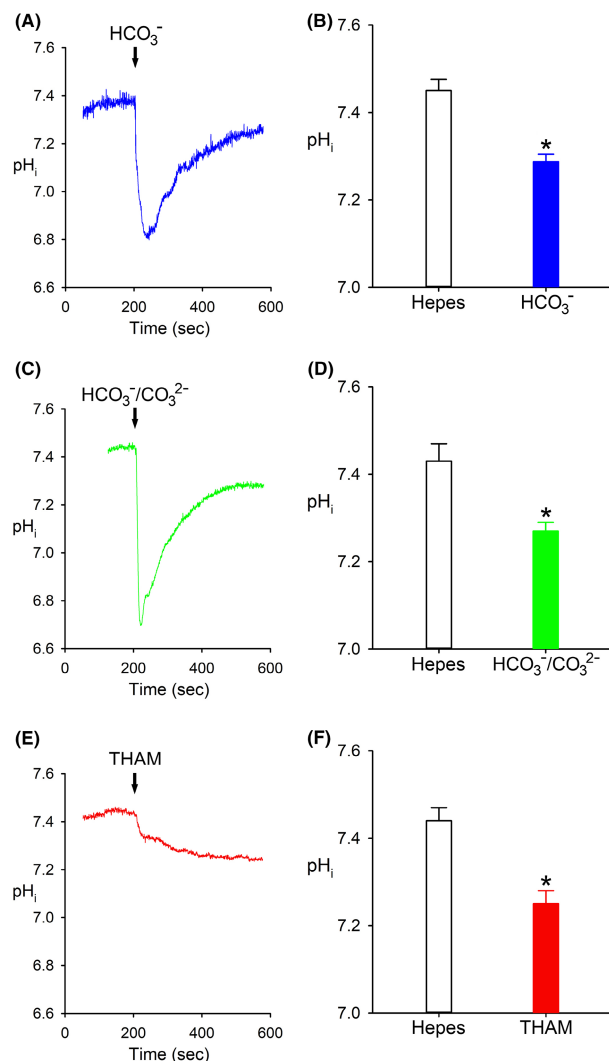 (A)
HCO₃⁻
7.6
7.4
7.2
pHᵢ
7.0
6.8
6.6
0 200 400 600
Time (sec)
(B)
7.6
7.4
pHᵢ
7.2
7.0
*
Hepes HCO₃⁻
(C)
HCO₃⁻/CO₃²⁻
7.6
7.4
7.2
pHᵢ
7.0
6.8
6.6
0 200 400 600
Time (sec)
(D)
7.6
7.4
pHᵢ
7.2
7.0
*
Hepes HCO₃⁻/CO₃²⁻
(E)
THAM
7.6
7.4
7.2
pHᵢ
7.0
6.8
6.6
0 200 400 600
Time (sec)
(F)
7.6
7.4
pHᵢ
7.2
7.0
*
Hepes THAM